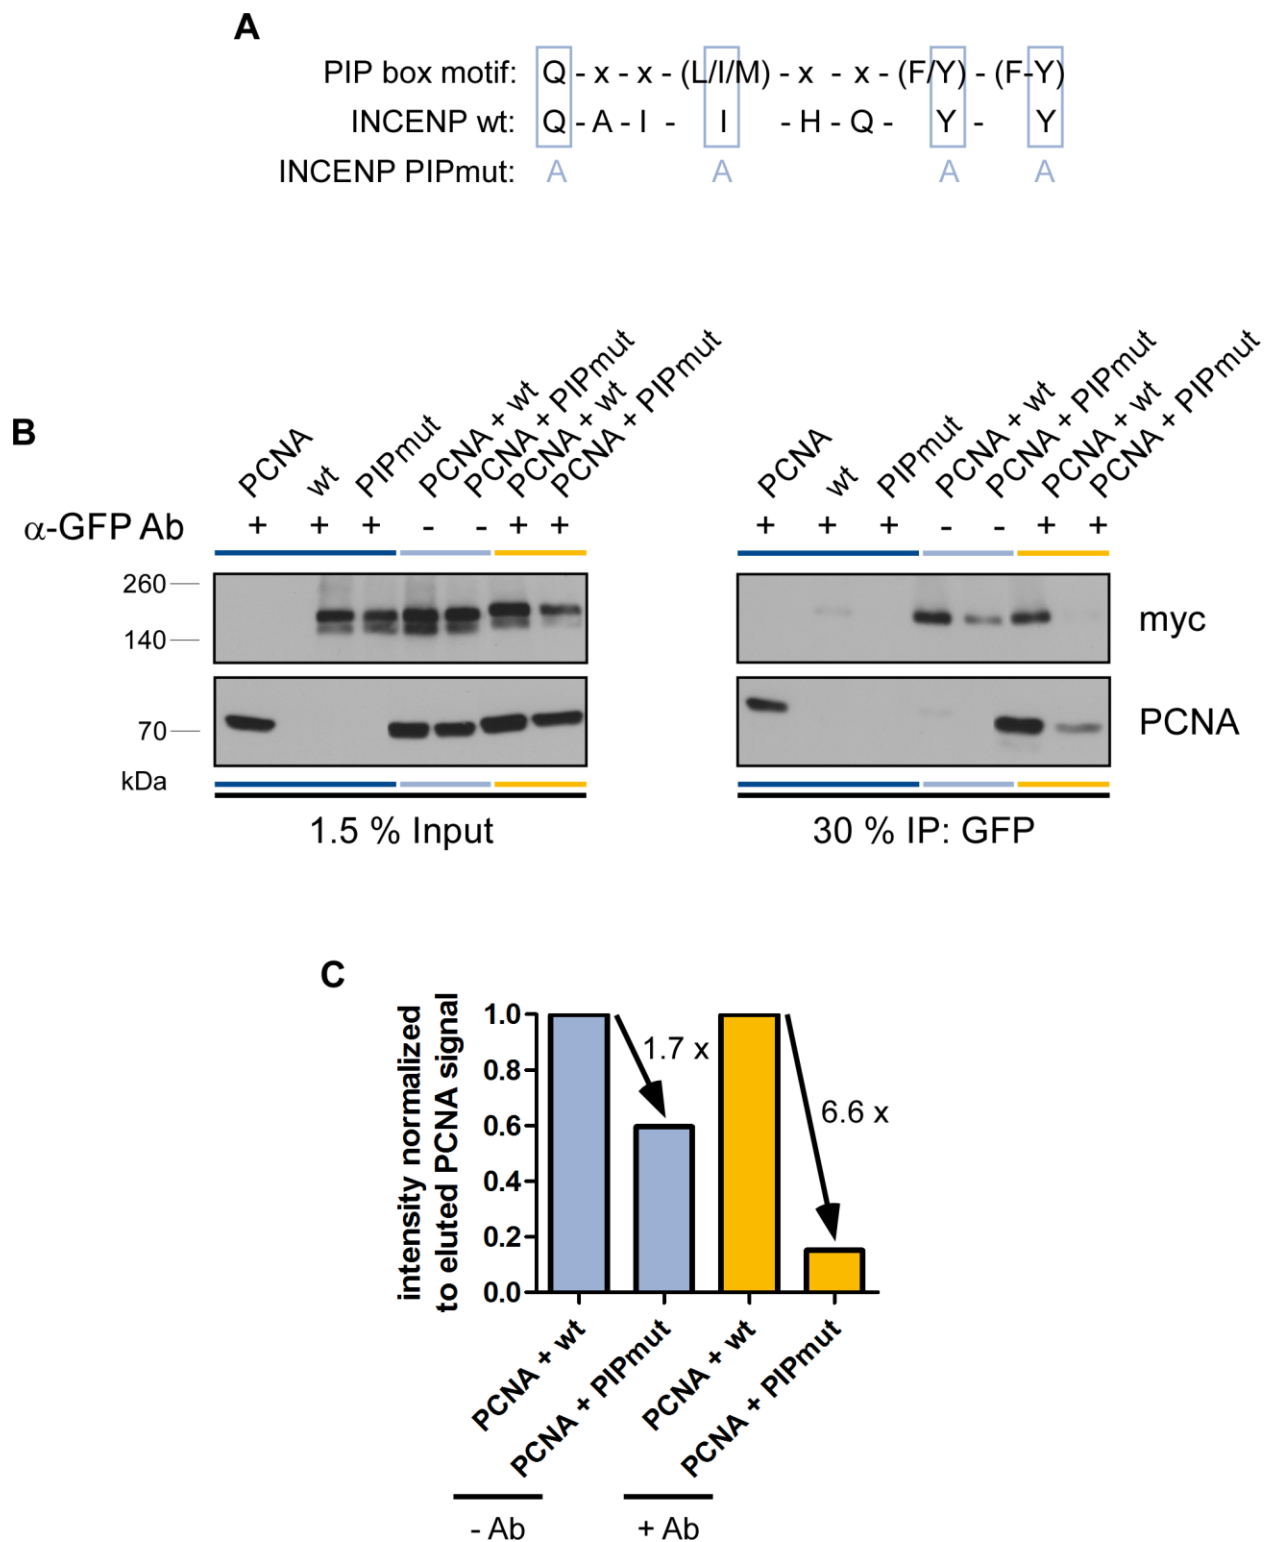 A
PIP box motif: Q - x - x - (L/I/M) - x - x - (F/Y) - (F-Y)
INCENP wt: Q - A - I - I - H - Q - Y - Y
INCENP PIPmut: A A A A
B
PCNA wt PIPmut PCNA + wt PCNA + PIPmut PCNA + wt PCNA + PIPmut PCNA wt PIPmut PCNA + wt PCNA + PIPmut PCNA + wt PCNA + PIPmut
α-GFP Ab + + + - - + + + + + - - + +
260
140
myc
70
PCNA
kDa
1.5 % Input 30 % IP: GFP
C
intensity normalized
to eluted PCNA signal
1.0
0.8
0.6
0.4
0.2
0.0
1.7 x
6.6 x
PCNA + wt PCNA + PIPmut PCNA + wt PCNA + PIPmut
- Ab + Ab